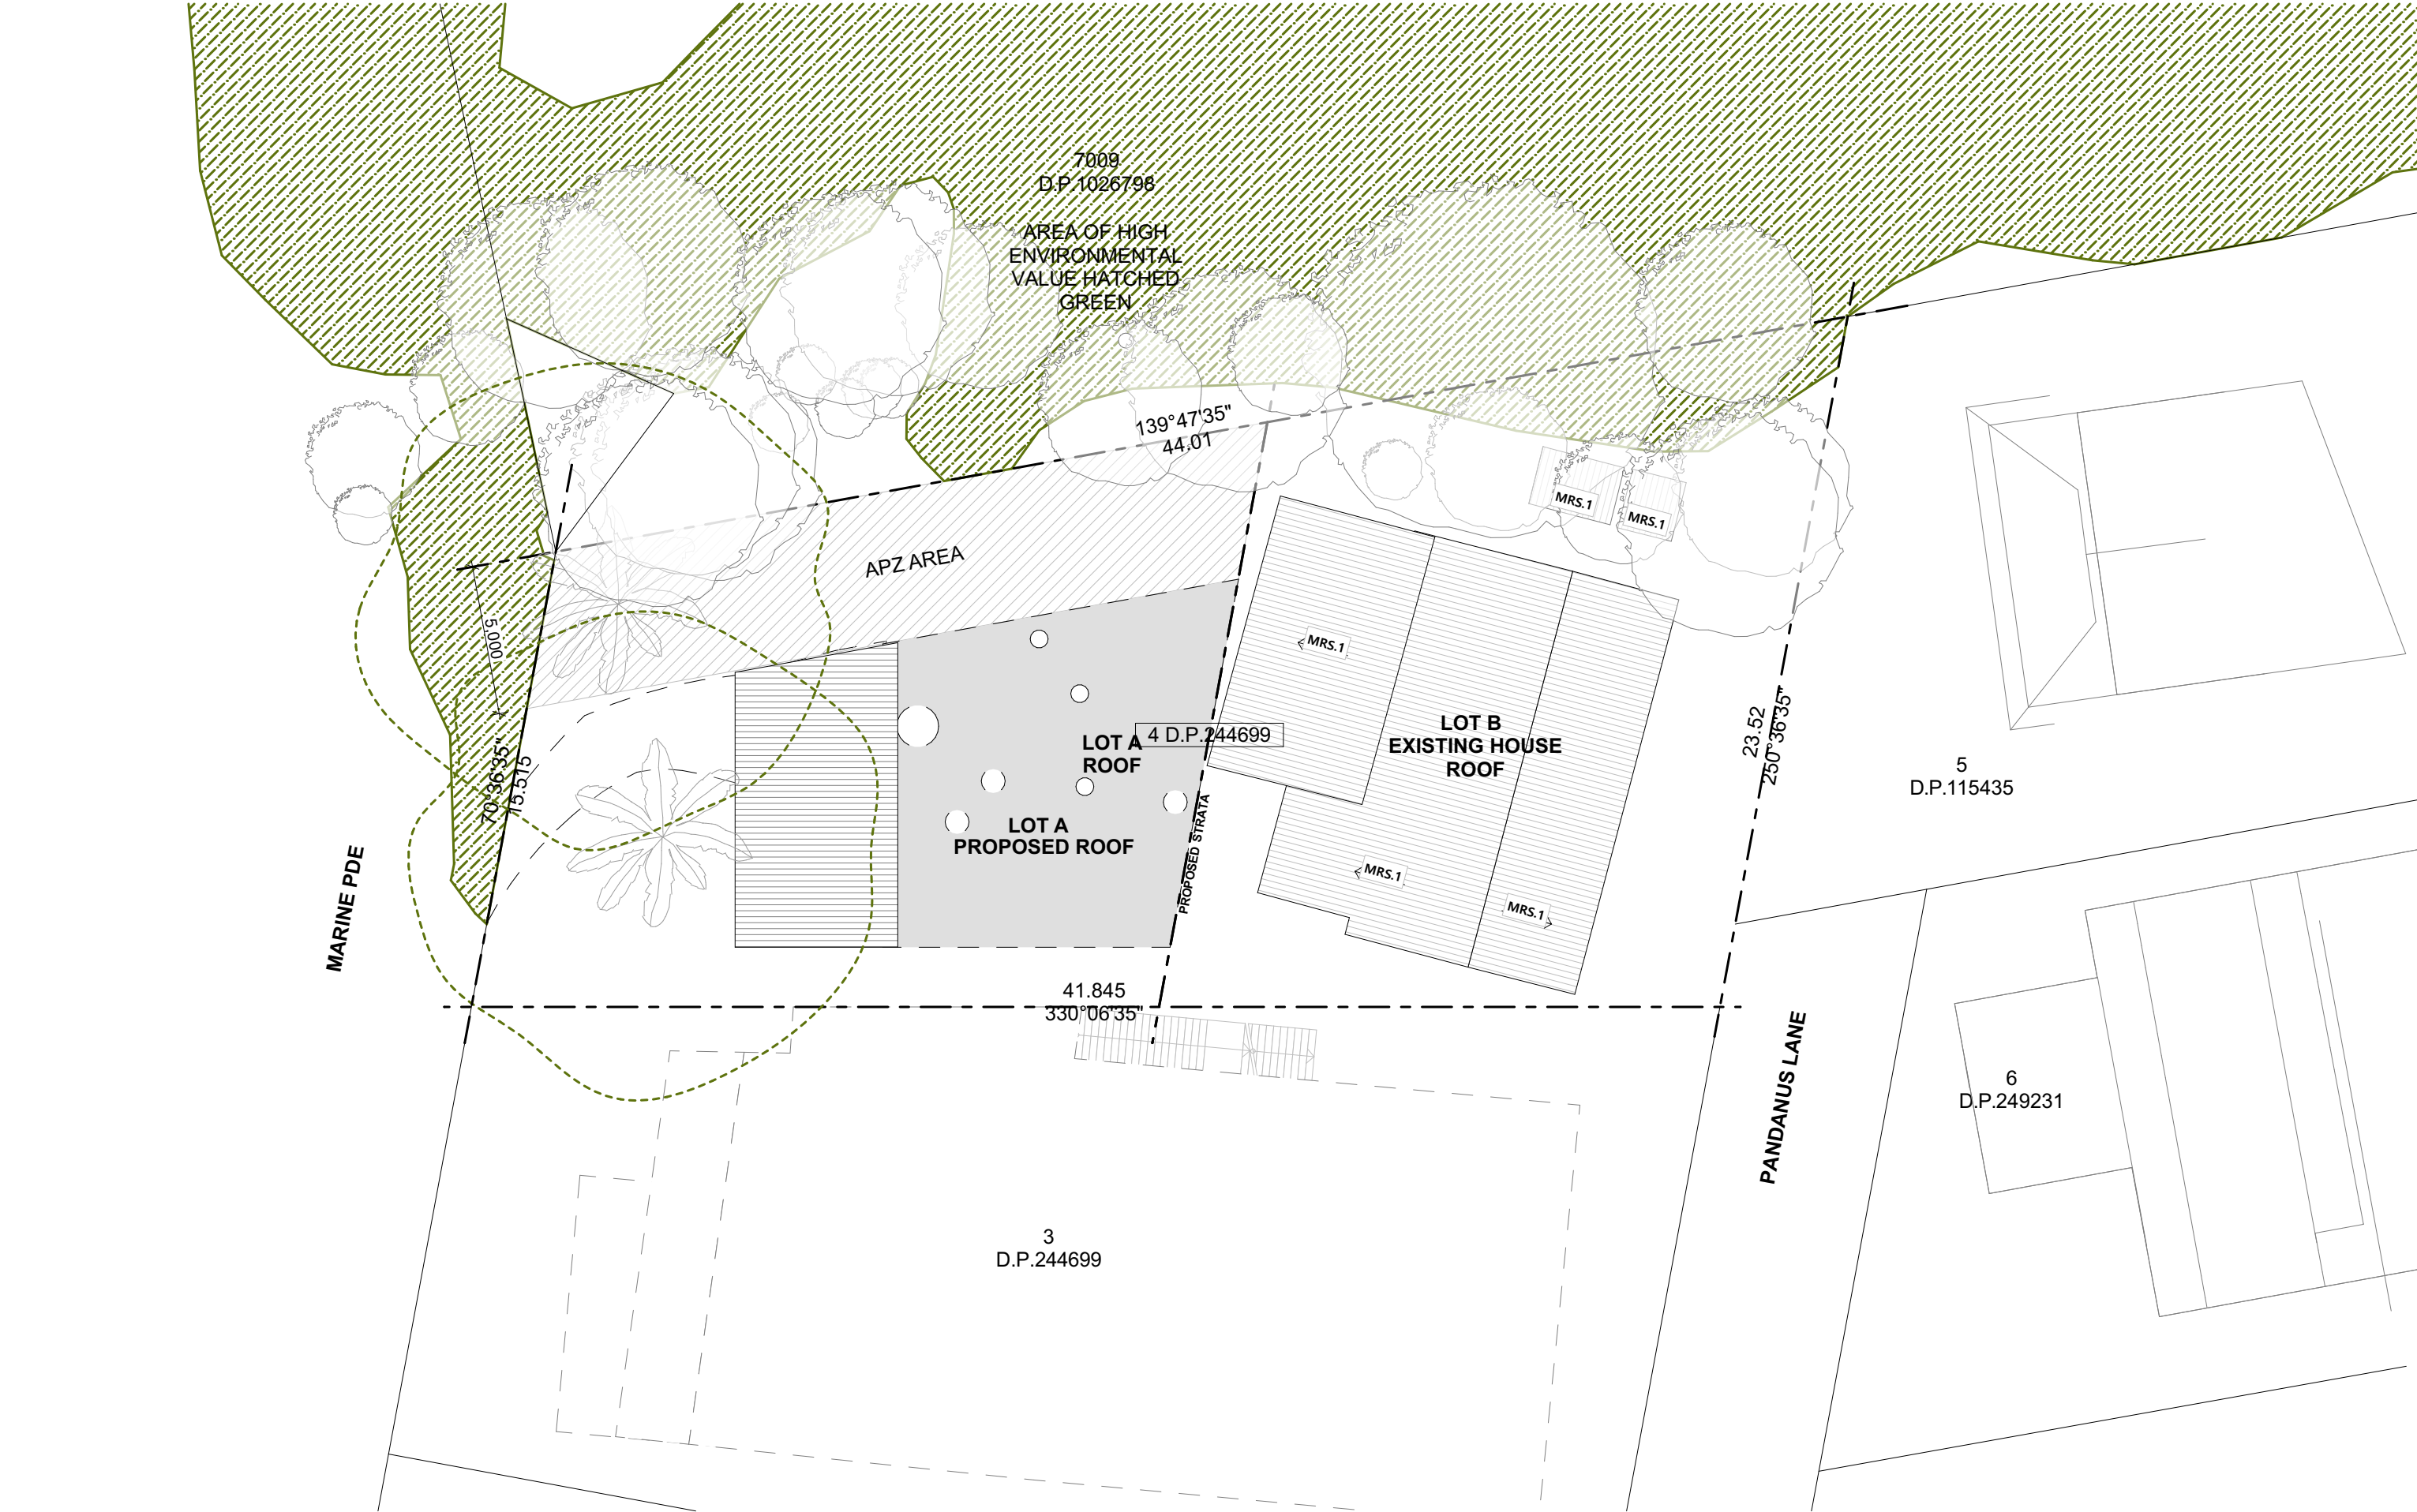 7009
D.P.1026798
AREA OF HIGH
ENVIRONMENTAL
VALUE HATCHED
GREEN
139°47'35"
44.01
MRS.1
MRS.1
APZ AREA
5.000
MRS.1
LOT A
ROOF
4 D.P.244699
LOT B
EXISTING HOUSE
ROOF
23.52
250°36'35"
5
D.P.115435
70°36'35"
15.515
LOT A
PROPOSED ROOF
PROPOSED STRATA
MRS.1
MRS.1
MARINE PDE
41.845
330°06'35"
PANDANUS LANE
6
D.P.249231
3
D.P.244699